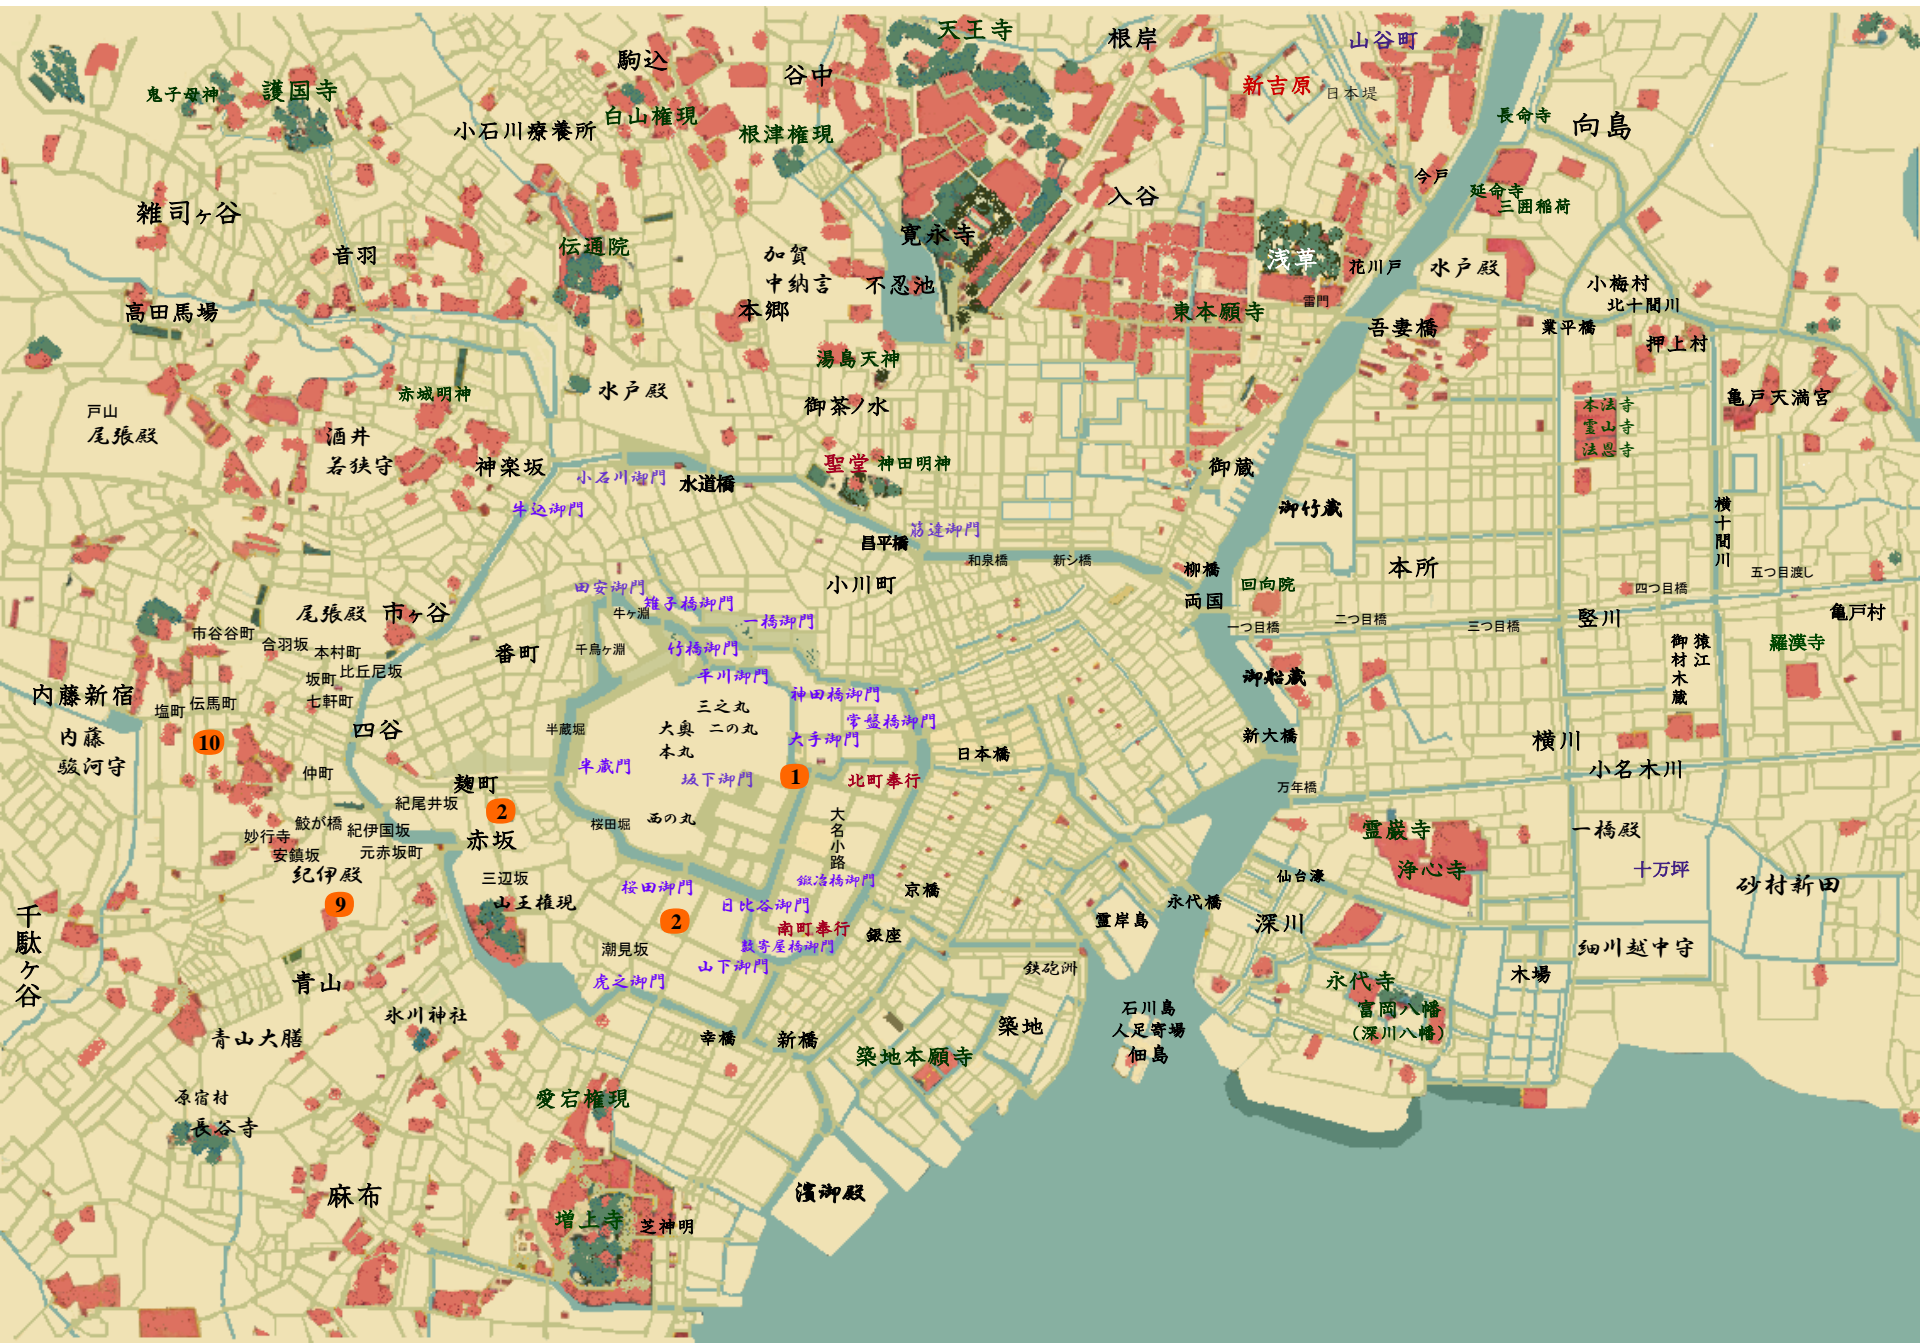 天王寺
根岸
山谷町
駒込
谷中
新吉原
日本堤
鬼子母神
護国寺
白山権現
小石川療養所
根津権現
長命寺
向島
今戸
延命寺
三囲稲荷
入谷
雑司ヶ谷
音羽
伝通院
加賀
中納言
寛永寺
不忍池
浅草
花川戸
水戸殿
小梅村
北十間川
高田馬場
本郷
東本願寺
雷門
吾妻橋
業平橋
押上村
湯島天神
赤城明神
水戸殿
御茶ノ水
戸山
尾張殿
酒井
若狭守
本法寺
霊山寺
法恩寺
亀戸天満宮
神楽坂
小石川御門
水道橋
聖堂
神田明神
御蔵
牛込御門
筋違御門
昌平橋
御竹蔵
横十間川
和泉橋
新シ橋
柳橋
本所
小川町
回向院
両国
五つ目渡し
四つ目橋
田安御門
雉子橋御門
牛ヶ淵
一橋御門
尾張殿
市ヶ谷
一つ目橋
二つ目橋
三つ目橋
竪川
亀戸村
市谷谷町
合羽坂
本村町
比丘尼坂
番町
千鳥ヶ淵
竹橋御門
平川御門
猿江
御材木蔵
羅漢寺
坂町
七軒町
内藤新宿
塩町
伝馬町
御船蔵
神田橋御門
三之丸
常盤橋御門
大奥
二の丸
大手御門
本丸
四谷
半蔵堀
日本橋
新大橋
横川
内藤
駿河守
10
仲町
麹町
半蔵門
坂下御門
1
北町奉行
小名木川
万年橋
紀尾井坂
2
桜田堀
西の丸
大名小路
妙行寺
鮫が橋
紀伊国坂
赤坂
安鎮坂
元赤坂町
霊巌寺
一橋殿
紀伊殿
三辺坂
桜田御門
鍛冶橋御門
京橋
浄心寺
仙台濠
十万坪
砂村新田
9
山王権現
日比谷御門
2
南町奉行
銀座
数寄屋橋御門
霊岸島
永代橋
深川
千駄ヶ谷
潮見坂
山下御門
鉄砲洲
細川越中守
木場
青山
虎之御門
永代寺
富岡八幡
(深川八幡)
氷川神社
青山大膳
幸橋
新橋
築地
築地本願寺
石川島
人足寄場
佃島
原宿村
長谷寺
愛宕権現
麻布
濱御殿
増上寺
芝神明